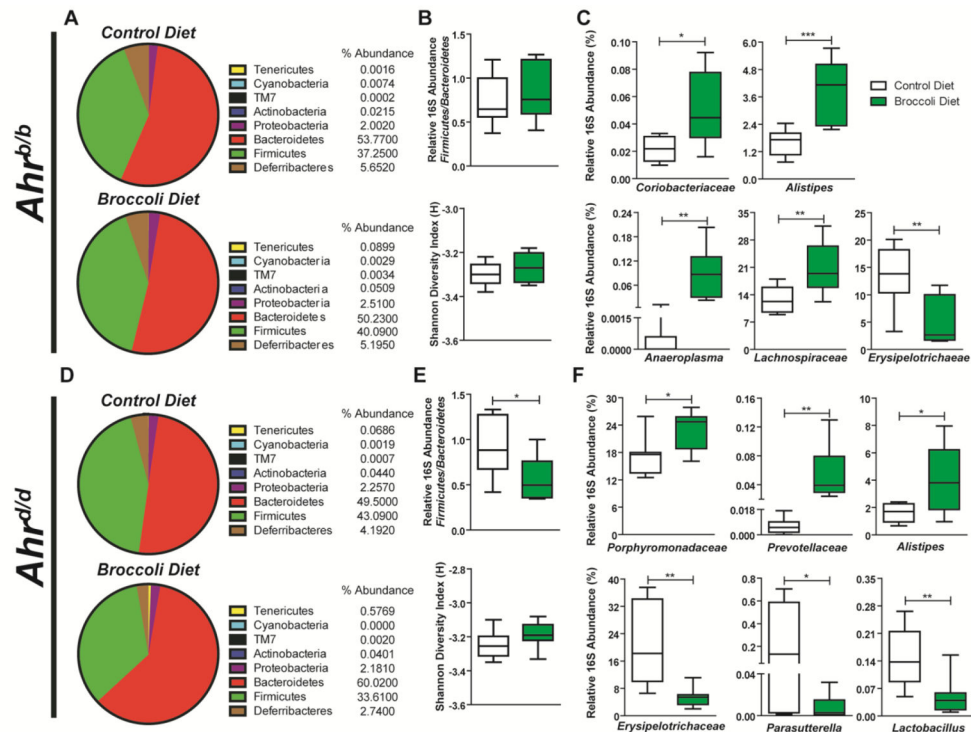 A
Control Diet
% Abundance
Tenericutes 0.0016
Cyanobacteria 0.0074
TM7 0.0002
Actinobacteria 0.0215
Proteobacteria 2.0020
Bacteroidetes 53.7700
Firmicutes 37.2500
Deferribacteres 5.6520
Broccoli Diet
% Abundance
Tenericutes 0.0899
Cyanobacteria 0.0029
TM7 0.0034
Actinobacteria 0.0509
Proteobacteria 2.5100
Bacteroidetes 50.2300
Firmicutes 40.0900
Deferribacteres 5.1950
Ahr b/b
B
Relative 16S Abundance
Firmicutes/Bacteroidetes
1.5
1.0
0.5
0.0
Shannon Diversity Index (H)
-3.0
-3.2
-3.4
-3.6
C
Relative 16S Abundance (%)
0.10
0.08
0.06
0.04
0.02
0.00
*
Coriobacteriaceae
6.0
4.8
3.6
2.4
1.2
0.0
***
Alistipes
Control Diet
Broccoli Diet
Relative 16S Abundance (%)
0.24
0.18
0.12
0.06
0.00
0.0015
0.0000
**
Anaeroplasma
35
28
21
14
7
0
**
Lachnospiraceae
25
20
15
10
5
0
**
Erysipelotrichaeae
D
Control Diet
% Abundance
Tenericutes 0.0686
Cyanobacteria 0.0019
TM7 0.0007
Actinobacteria 0.0440
Proteobacteria 2.2570
Bacteroidetes 49.5000
Firmicutes 43.0900
Deferribacteres 4.1920
Broccoli Diet
% Abundance
Tenericutes 0.5769
Cyanobacteria 0.0000
TM7 0.0020
Actinobacteria 0.0401
Proteobacteria 2.1810
Bacteroidetes 60.0200
Firmicutes 33.6100
Deferribacteres 2.7400
Ahr d/d
E
Relative 16S Abundance
Firmicutes/Bacteroidetes
1.5
1.0
0.5
0.0
*
Shannon Diversity Index (H)
-2.8
-3.0
-3.2
-3.4
-3.6
F
Relative 16S Abundance (%)
30
24
18
12
6
0
*
Porphyromonadaceae
0.16
0.12
0.08
0.04
0.018
0.000
**
Prevotellaceae
10
8
6
4
2
0
*
Alistipes
Relative 16S Abundance (%)
40
32
24
16
8
0
**
Erysipelotrichaceae
0.8
0.6
0.4
0.2
0.0
0.04
0.02
0.00
*
Parasutterella
0.35
0.28
0.21
0.14
0.07
0.00
**
Lactobacillus